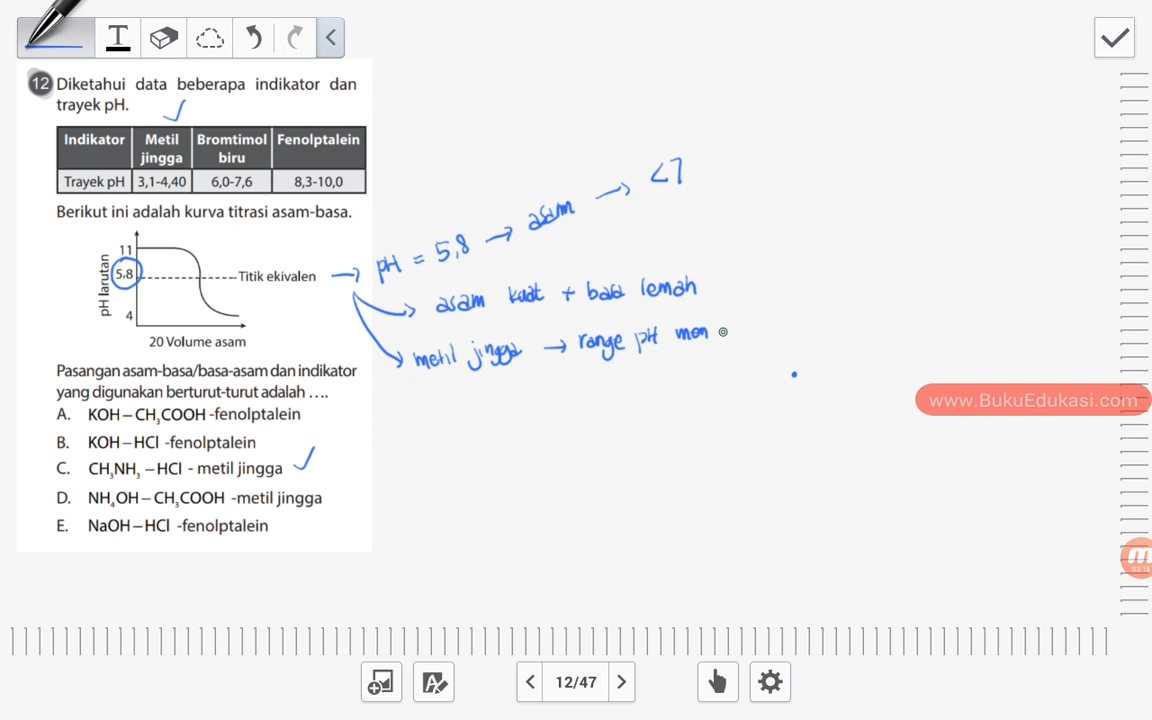 T
12 Diketahui data beberapa indikator dan
trayek pH.
Indikator Metil jingga Bromtimol biru Fenolptalein
Trayek pH 3,1-4,40 6,0-7,6 8,3-10,0
Berikut ini adalah kurva titrasi asam-basa.
pH larutan
11
5,8
4
Titik ekivalen
20 Volume asam
→ pH = 5,8 → asam → <7
→ asam kuat + basa lemah
→ metil jingga → range pH men
Pasangan asam-basa/basa-asam dan indikator
yang digunakan berturut-turut adalah ....
A. KOH – CH₃COOH -fenolptalein
B. KOH – HCl -fenolptalein
C. CH₃NH₃ – HCl - metil jingga
D. NH₄OH – CH₃COOH -metil jingga
E. NaOH – HCl -fenolptalein
www.BukuEdukasi.com
m
03:18
A
12/47